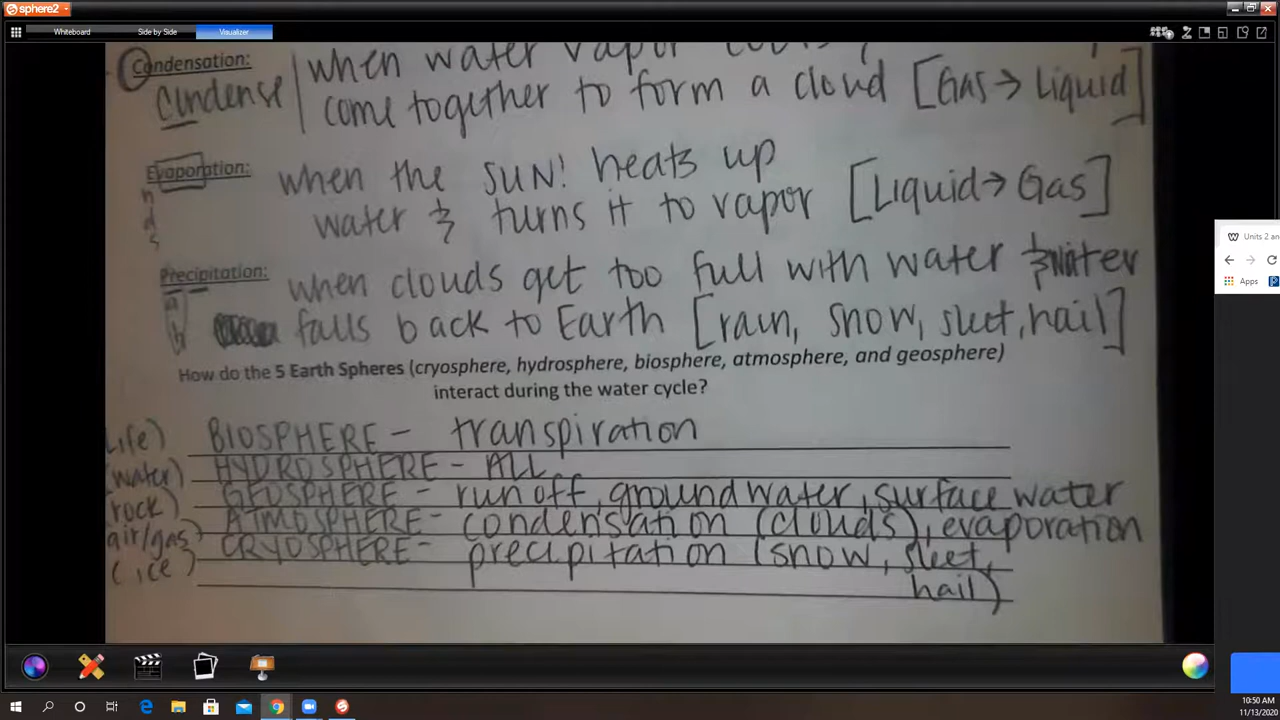 sphere2
Whiteboard Side by Side Visualizer
Condensation: when water vapor cools
condense come together to form a cloud [Gas→ Liquid]
Evaporation: when the SUN! heats up
n water & turns it to vapor [Liquid→ Gas]
d
s
Precipitation: when clouds get too full with water & water
a falls back to Earth [rain, snow, sleet, hail]
b
How do the 5 Earth Spheres (cryosphere, hydrosphere, biosphere, atmosphere, and geosphere)
interact during the water cycle?
Life) BIOSPHERE - transpiration
(water) HYDROSPHERE - ALL
(rock) GEOSPHERE - runoff, groundwater, surface water
air/gas) ATMOSPHERE - condensation (clouds), evaporation
(ice) CRYOSPHERE - precipitation (snow, sleet,
hail)
Units 2 an
Apps
10:50 AM
11/13/2020